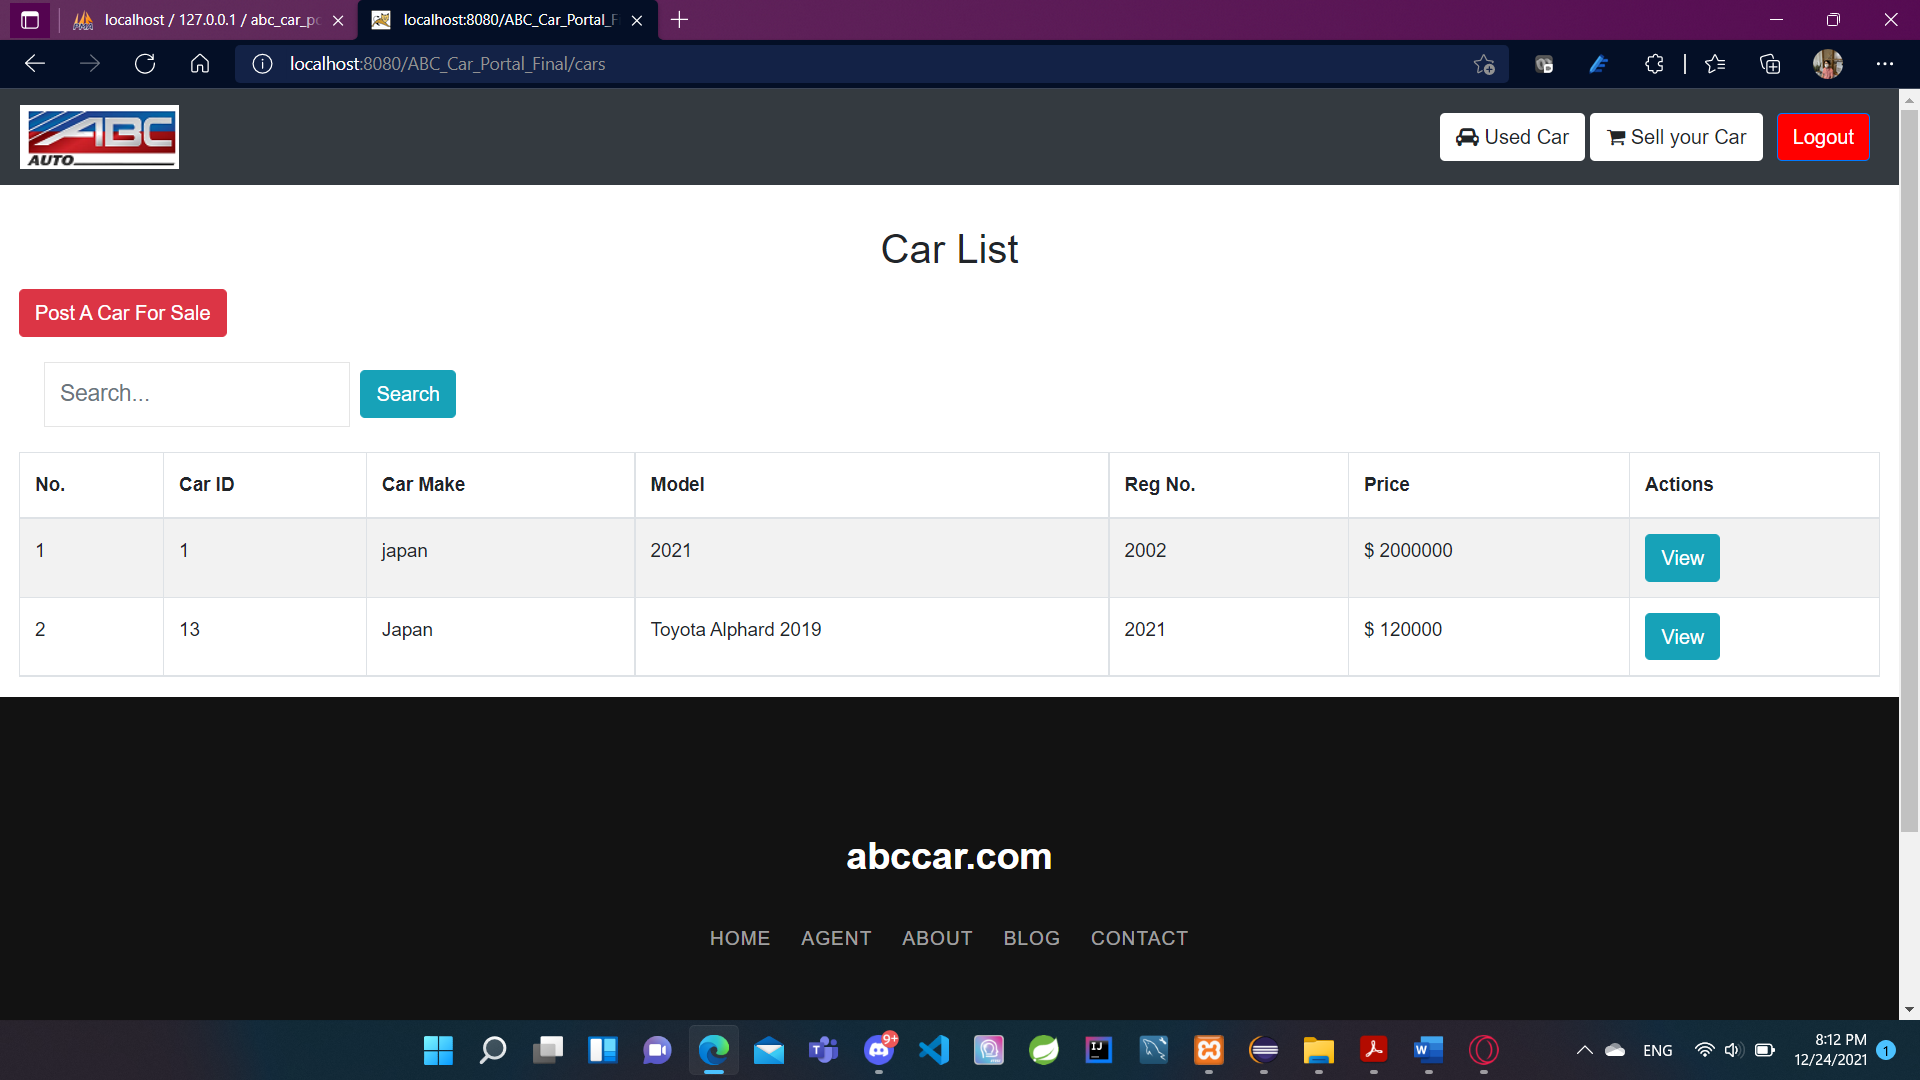 localhost / 127.0.0.1 / abc_car_po
localhost:8080/ABC_Car_Portal_F
localhost:8080/ABC_Car_Portal_Final/cars
ABC
AUTO
Used Car
Sell your Car
Logout
Car List
Post A Car For Sale
Search...
Search
No. Car ID Car Make Model Reg No. Price Actions
1 1 japan 2021 2002 $ 2000000 View
2 13 Japan Toyota Alphard 2019 2021 $ 120000 View
abccar.com
HOME AGENT ABOUT BLOG CONTACT
9+
ENG
8:12 PM
12/24/2021
1